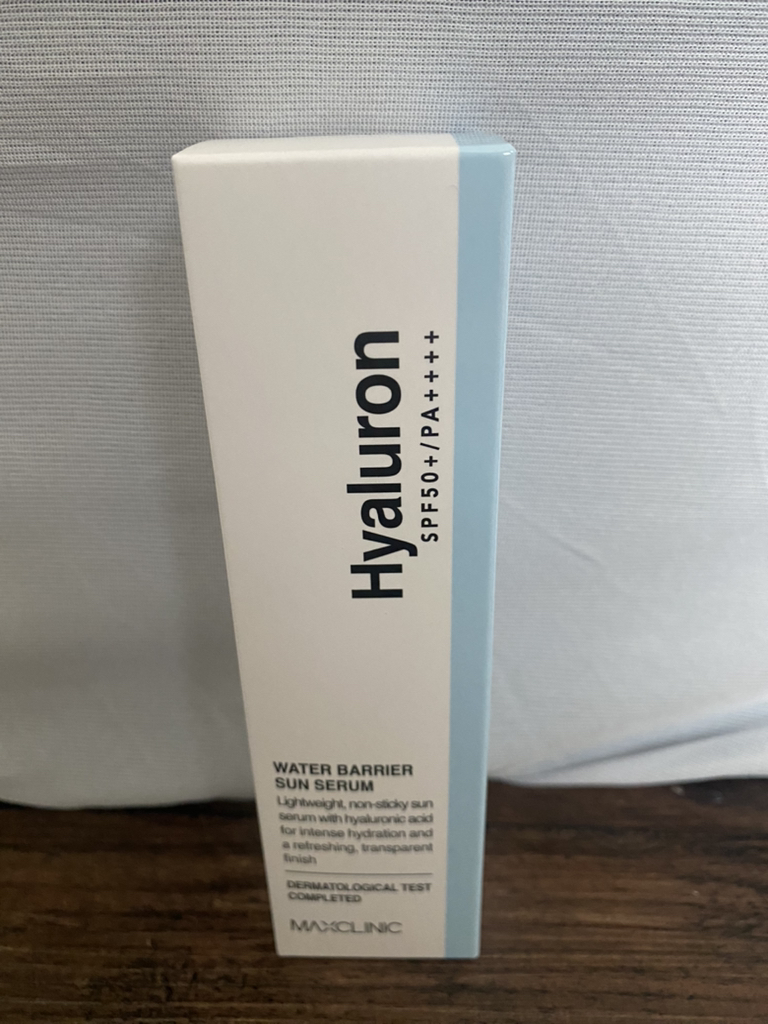 Hyaluron
SPF50+/PA++++
WATER BARRIER
SUN SERUM
Lightweight, non-sticky sun
serum with hyaluronic acid
for intense hydration and
a refreshing, transparent
finish
DERMATOLOGICAL TEST
COMPLETED
MAXCLINIC